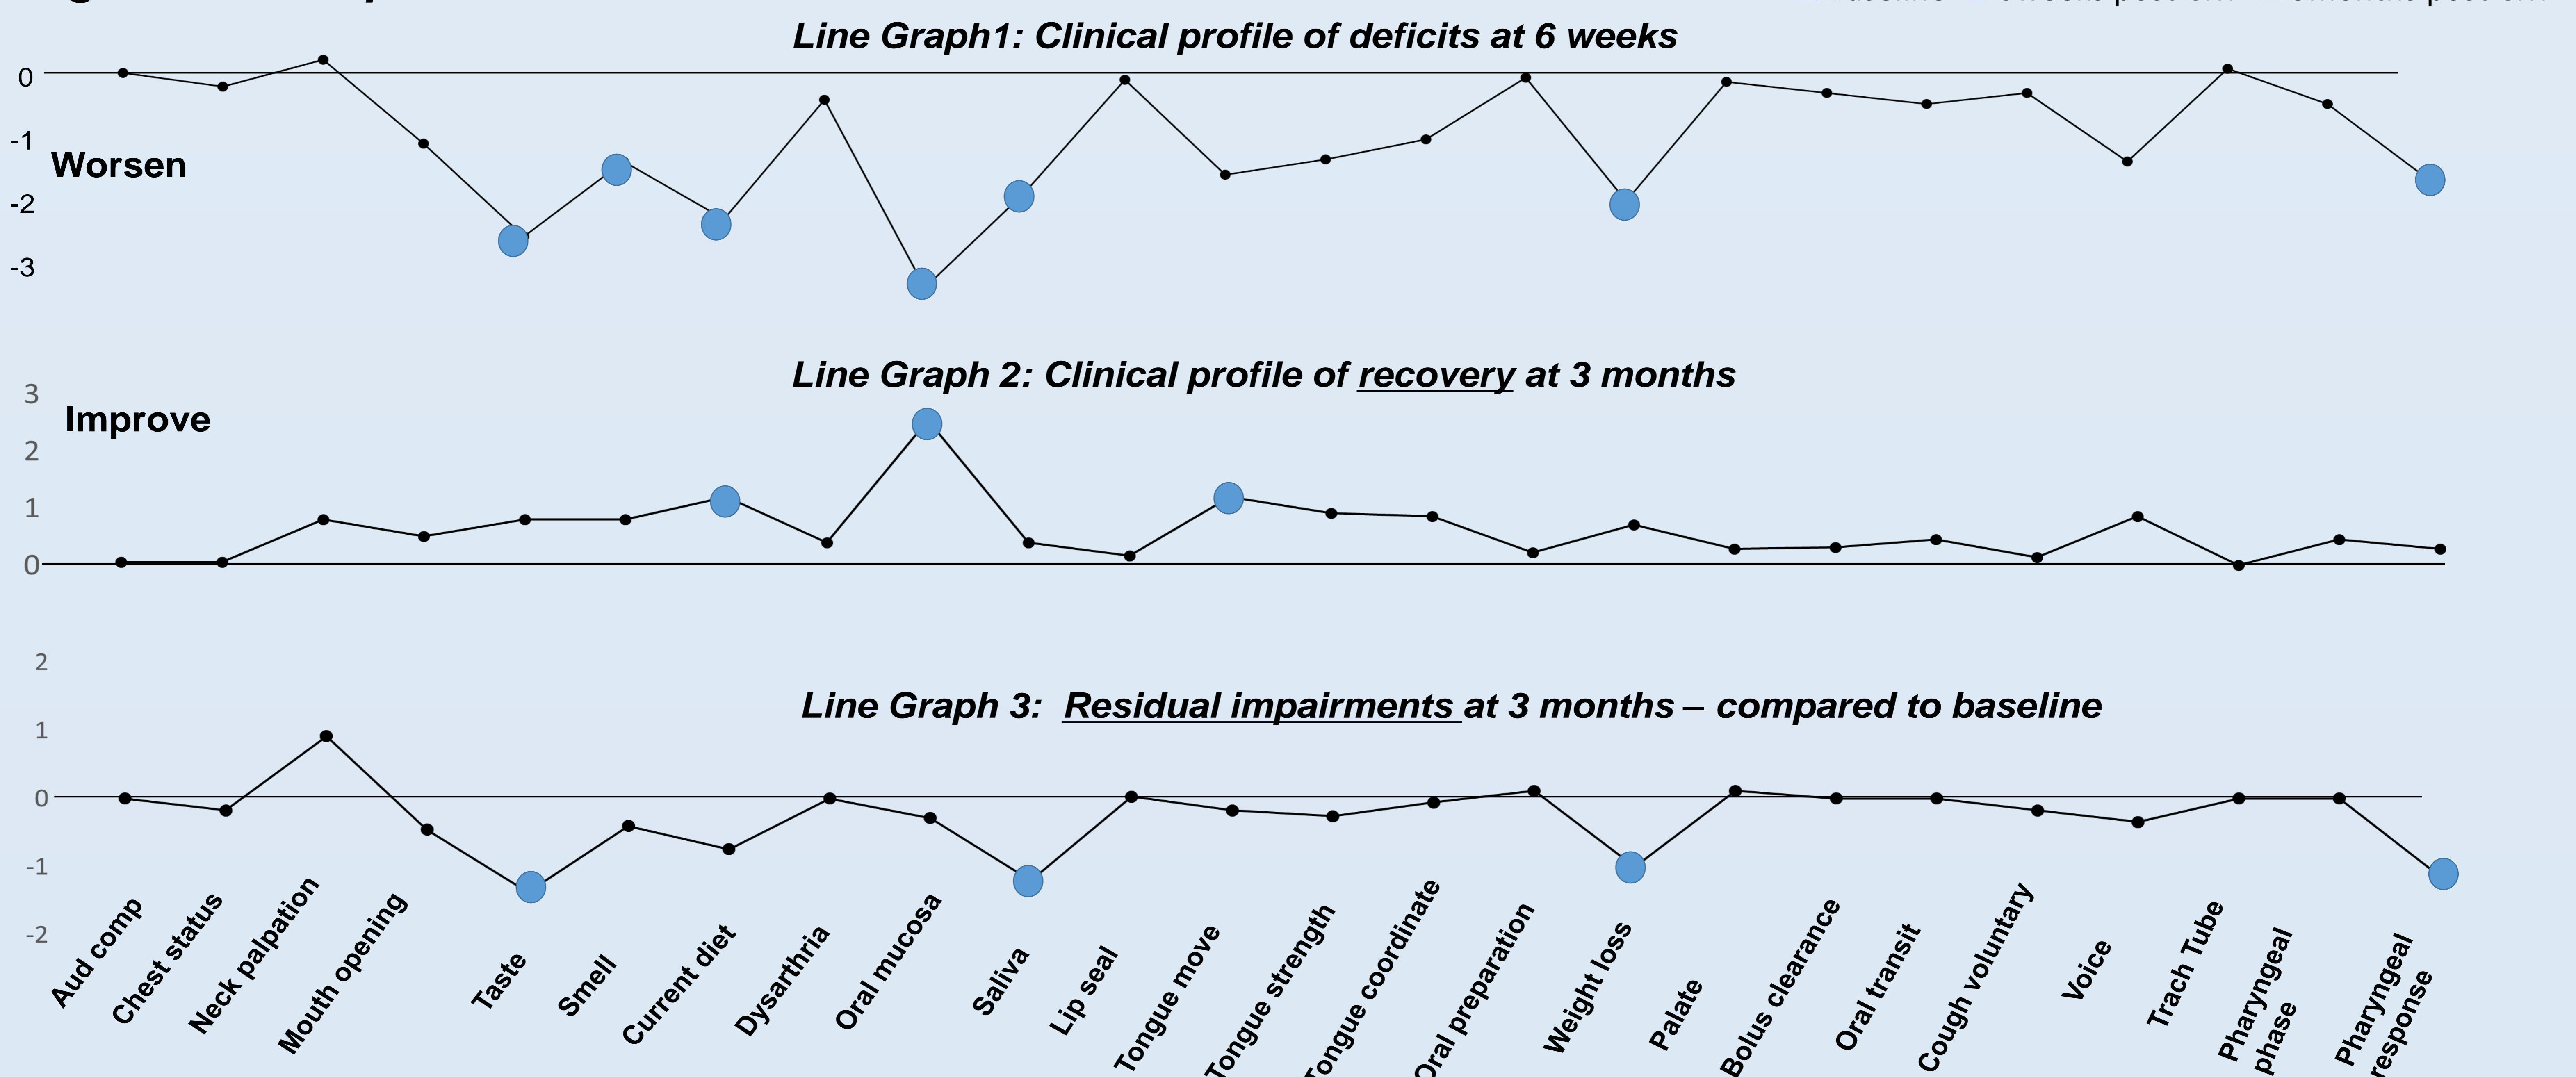 Line Graph1: Clinical profile of deficits at 6 weeks
0
-1
Worsen
-2
-3
Line Graph 2: Clinical profile of recovery at 3 months
3
Improve
2
1
0
2
Line Graph 3: Residual impairments at 3 months – compared to baseline
1
0
-1
-2
Aud comp
Chest status
Neck palpation
Mouth opening
Taste
Smell
Current diet
Dysarthria
Oral mucosa
Saliva
Lip seal
Tongue move
Tongue strength
Tongue coordinate
Oral preparation
Weight loss
Palate
Bolus clearance
Oral transit
Cough voluntary
Voice
Trach Tube
Pharyngeal
phase
Pharyngeal
response